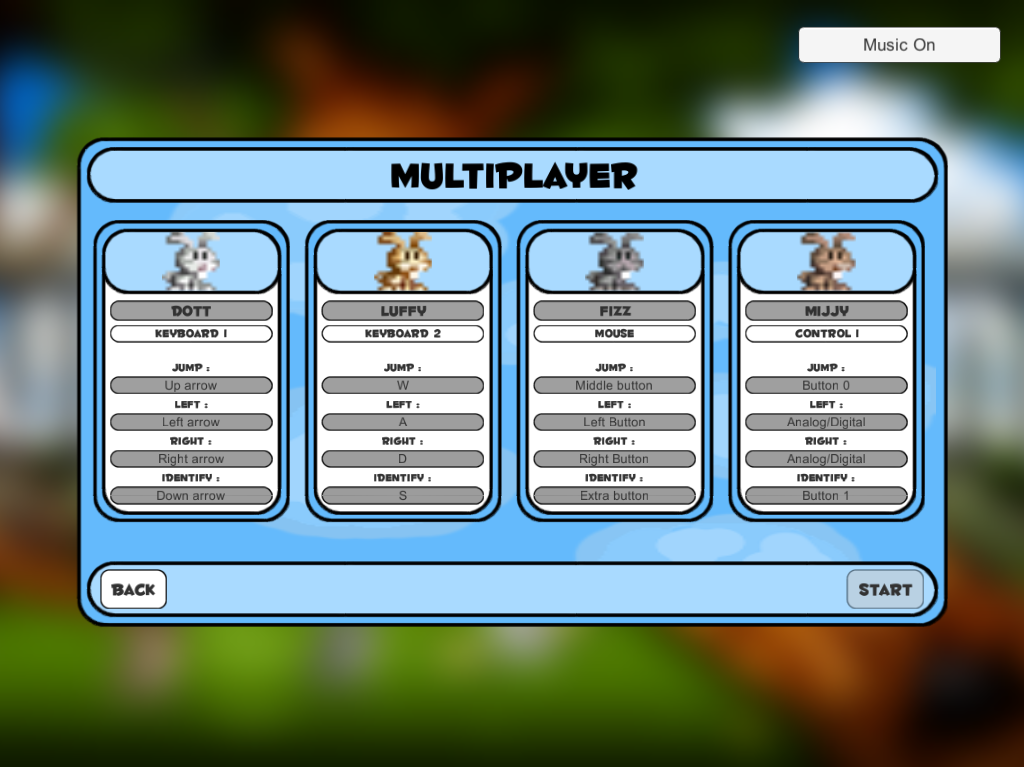 Music On
MULTIPLAYER
DOTT
KEYBOARD 1
JUMP :
Up arrow
LEFT :
Left arrow
RIGHT :
Right arrow
IDENTIFY :
Down arrow
LUFFY
KEYBOARD 2
JUMP :
W
LEFT :
A
RIGHT :
D
IDENTIFY :
S
FIZZ
MOUSE
JUMP :
Middle button
LEFT :
Left Button
RIGHT :
Right Button
IDENTIFY :
Extra button
MIJJY
CONTROL 1
JUMP :
Button 0
LEFT :
Analog/Digital
RIGHT :
Analog/Digital
IDENTIFY :
Button 1
BACK
START